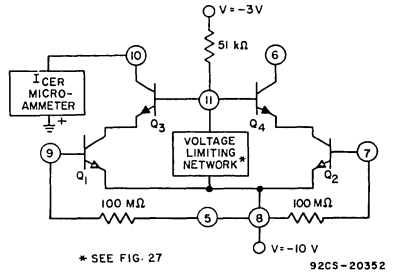 V=-3V
51 kΩ
10
6
I CER
MICRO-
AMMETER
+
11
Q3
Q4
VOLTAGE
LIMITING
NETWORK*
9
7
Q1
Q2
100 MΩ
5
8
100 MΩ
V=-10 V
* SEE FIG. 27
92CS-20352